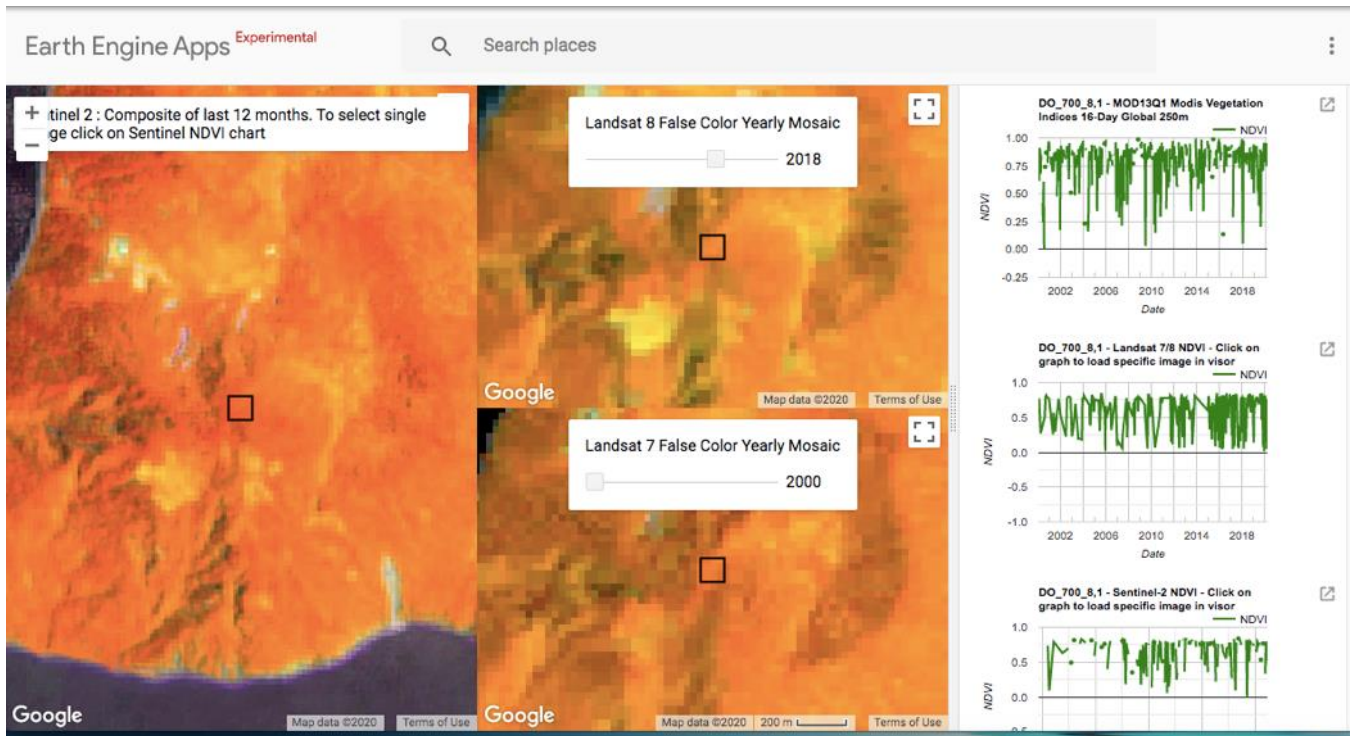 Earth Engine Apps Experimental
Search places
tinel 2 : Composite of last 12 months. To select single
ge click on Sentinel NDVI chart
+
−
Google
Map data ©2020
Terms of Use
Landsat 8 False Color Yearly Mosaic
2018
Google
Map data ©2020
Terms of Use
Landsat 7 False Color Yearly Mosaic
2000
Google
Map data ©2020
200 m
Terms of Use
DO_700_8,1 - MOD13Q1 Modis Vegetation
Indices 16-Day Global 250m
NDVI
1.00
0.75
0.50
0.25
0.00
-0.25
NDVI
2002 2006 2010 2014 2018
Date
DO_700_8,1 - Landsat 7/8 NDVI - Click on
graph to load specific image in visor
NDVI
1.0
0.5
0.0
-0.5
-1.0
NDVI
2002 2006 2010 2014 2018
Date
DO_700_8,1 - Sentinel-2 NDVI - Click on
graph to load specific image in visor
NDVI
1.0
0.5
0.0
NDVI